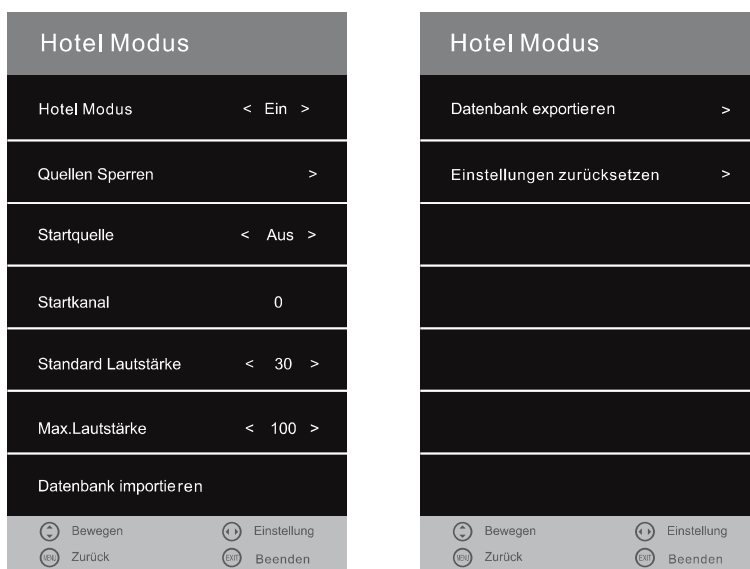 Hotel Modus
Hotel Modus < Ein >
Quellen Sperren >
Startquelle < Aus >
Startkanal 0
Standard Lautstärke < 30 >
Max.Lautstärke < 100 >
Datenbank importieren
Bewegen Einstellung
MENU Zurück EXIT Beenden
Hotel Modus
Datenbank exportieren >
Einstellungen zurücksetzen >
Bewegen Einstellung
MENU Zurück EXIT Beenden